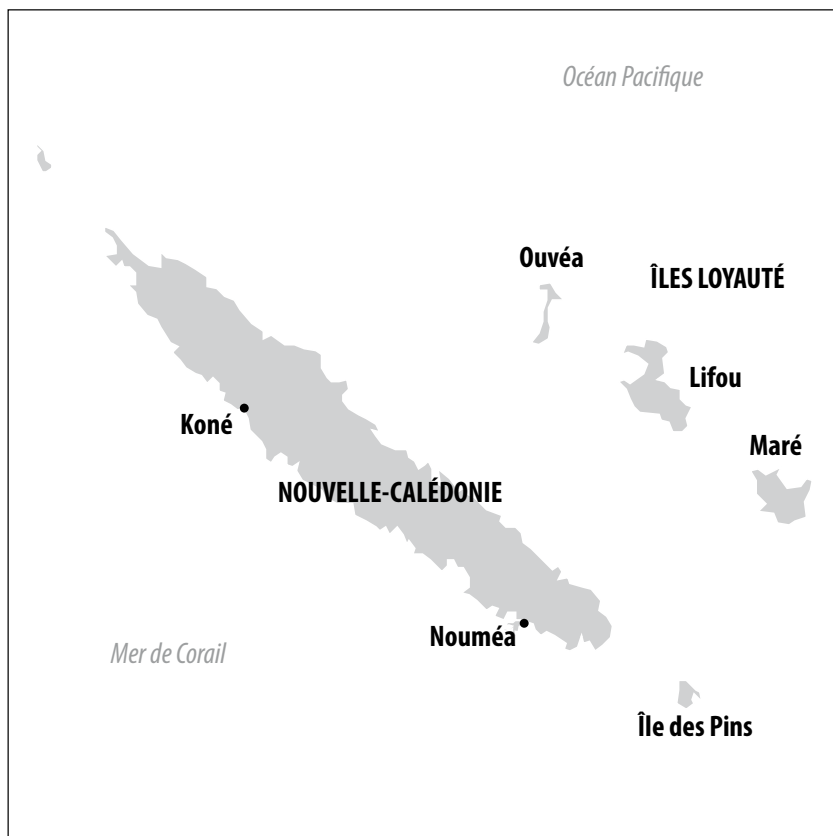 Océan Pacifique
Ouvéa
ÎLES LOYAUTÉ
Lifou
Koné
Maré
NOUVELLE-CALÉDONIE
Nouméa
Mer de Corail
Île des Pins